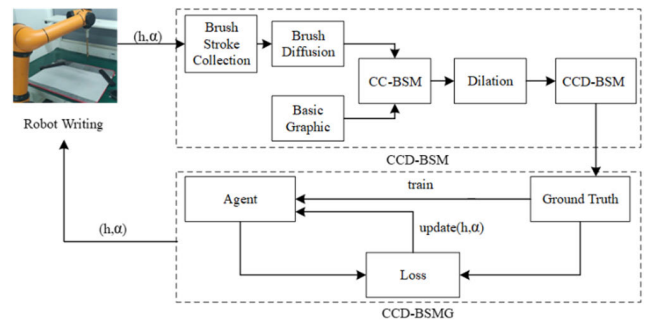 (h,α)
Brush
Stroke
Collection
Brush
Diffusion
CC-BSM
Dilation
CCD-BSM
Basic
Graphic
Robot Writing
CCD-BSM
Agent
train
Ground Truth
(h,α)
update(h,α)
Loss
CCD-BSMG